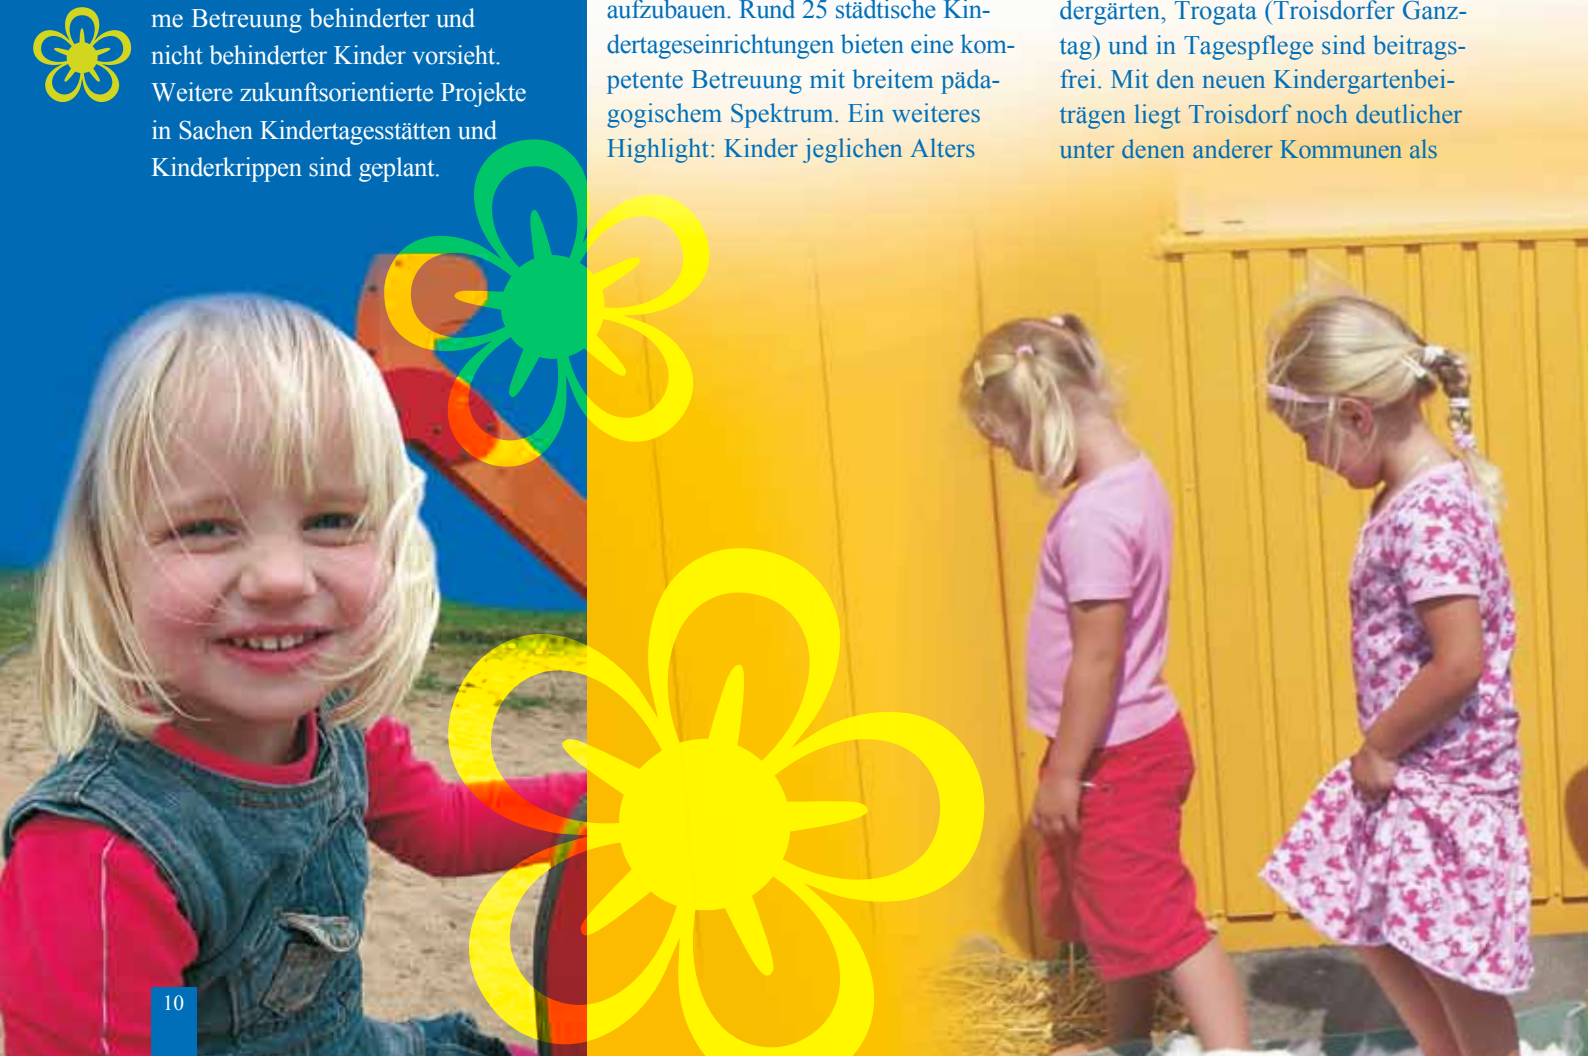 me Betreuung behinderter und
nicht behinderter Kinder vorsieht.
Weitere zukunftsorientierte Projekte
in Sachen Kindertagesstätten und
Kinderkrippen sind geplant.
aufzubauen. Rund 25 städtische Kin-
dertageseinrichtungen bieten eine kom-
petente Betreuung mit breitem päda-
gogischem Spektrum. Ein weiteres
Highlight: Kinder jeglichen Alters
dergärten, Trogata (Troisdorfer Ganz-
tag) und in Tagespflege sind beitrags-
frei. Mit den neuen Kindergartenbei-
trägen liegt Troisdorf noch deutlicher
unter denen anderer Kommunen als
10